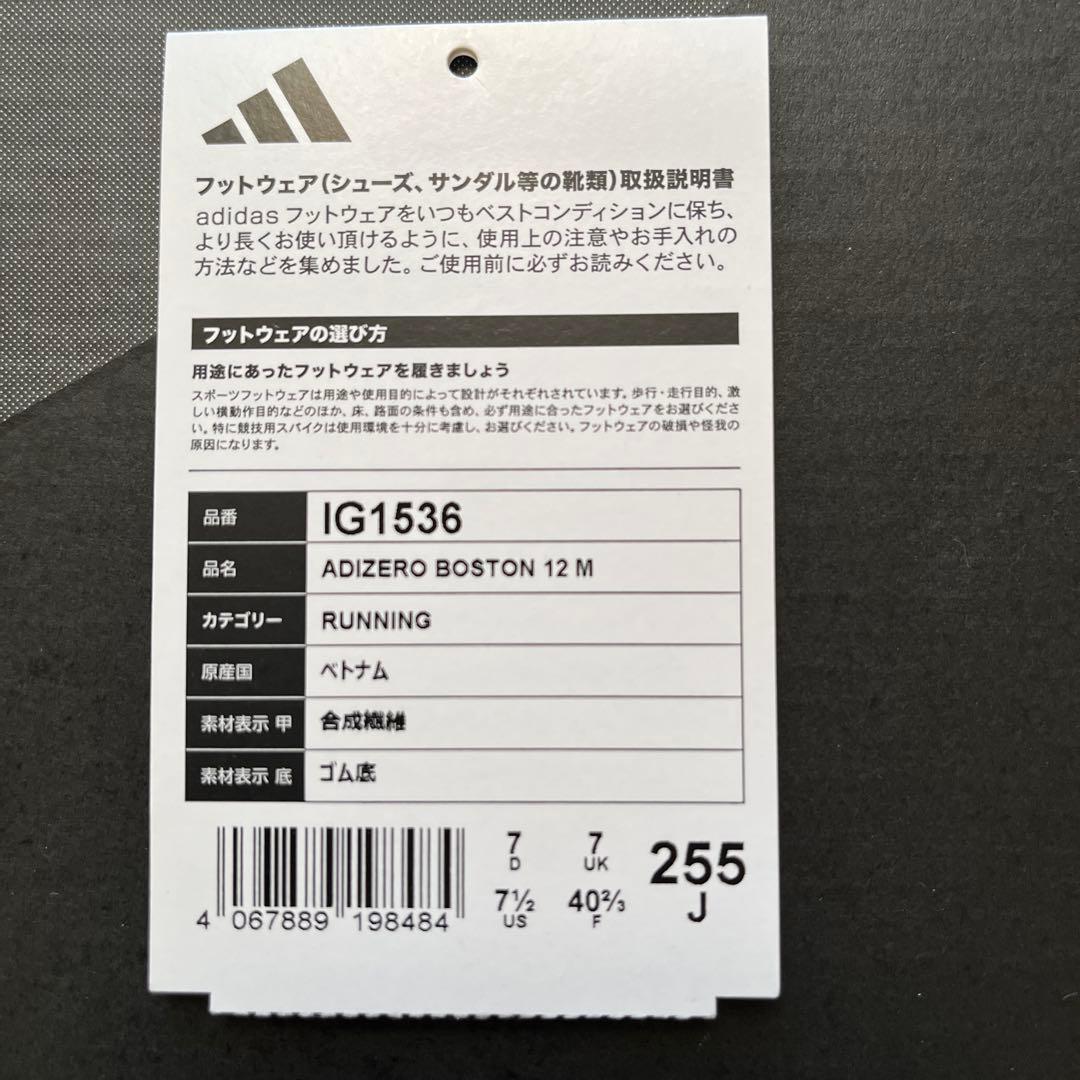 フットウェア(シューズ、サンダル等の靴類)取扱説明書
adidas フットウェアをいつもベストコンディションに保ち、
より長くお使い頂けるように、使用上の注意やお手入れの
方法などを集めました。ご使用前に必ずお読みください。
フットウェアの選び方
用途にあったフットウェアを履きましょう
スポーツフットウェアは用途や使用目的によって設計がそれぞれされています。歩行・走行目的、激
しい横動作目的などのほか、床、路面の条件も含め、必ず用途に合ったフットウェアをお選びくださ
い。特に競技用スパイクは使用環境を十分に考慮し、お選びください。フットウェアの破損や怪我の
原因になります。
品番 IG1536
品名 ADIZERO BOSTON 12 M
カテゴリー RUNNING
原産国 ベトナム
素材表示 甲 合成繊維
素材表示 底 ゴム底
7 7 255
D UK J
7½ 40⅔
US F
4 067889 198484